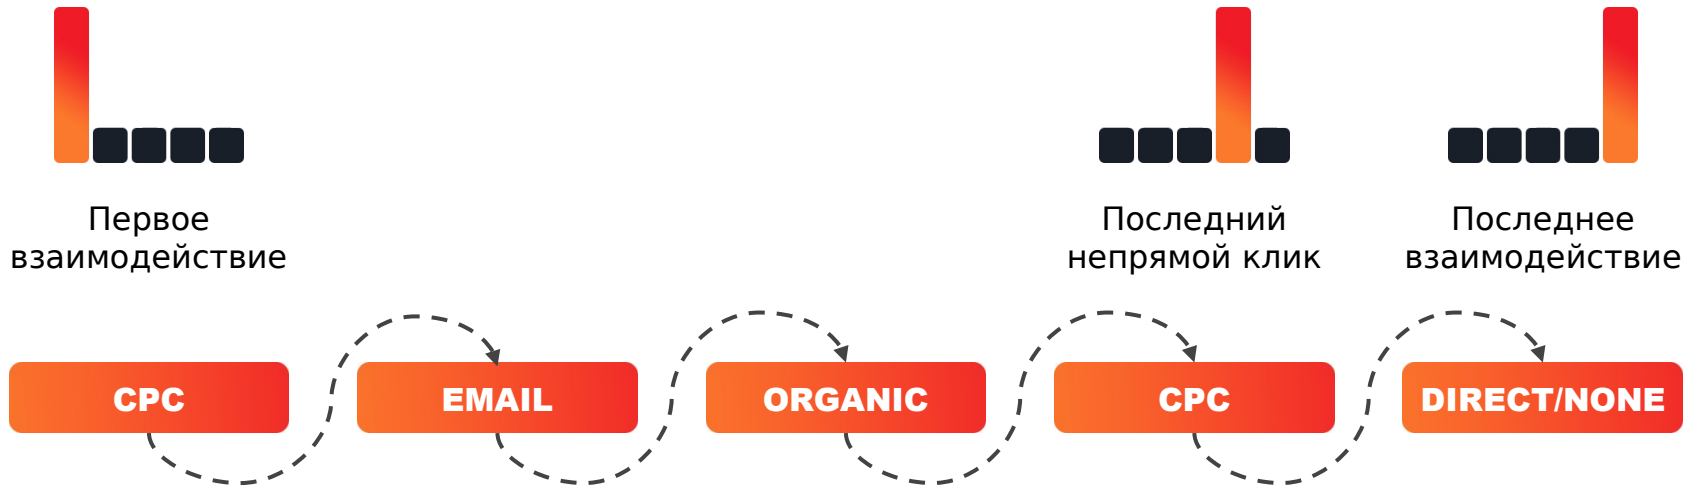 Первое
взаимодействие
Последний
непрямой клик
Последнее
взаимодействие
CPC
EMAIL
ORGANIC
CPC
DIRECT/NONE